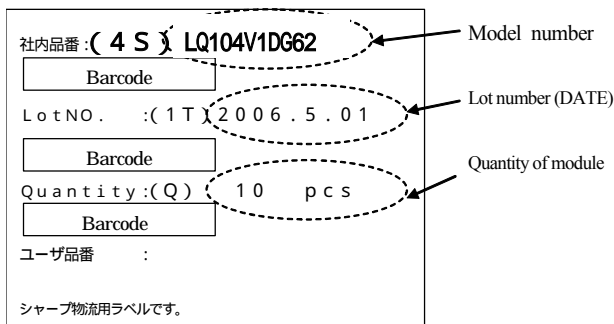 社内品番:(4S) LQ104V1DG62
Barcode
LotNO. :(1T)2006.5.01
Barcode
Quantity:(Q) 10 pcs
Barcode
ユーザ品番 :
シャープ物流用ラベルです。
Model number
Lot number (DATE)
Quantity of module